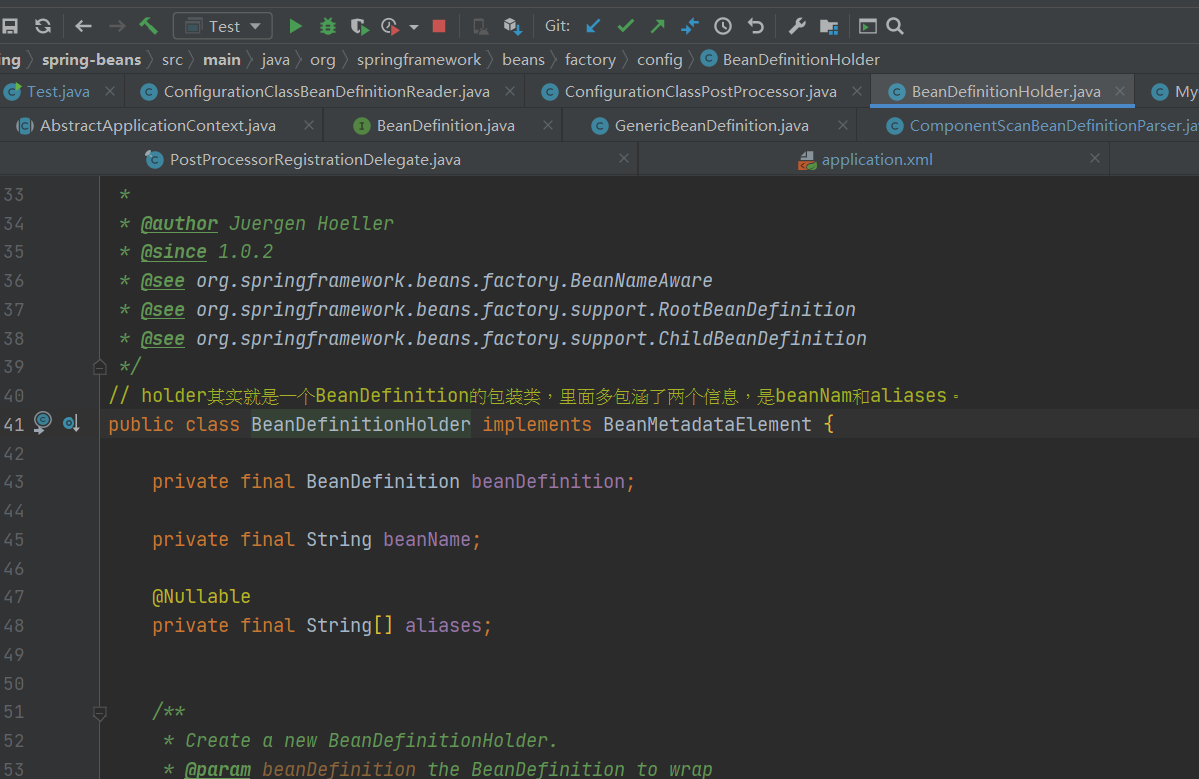 Test
Git:
ng spring-beans src main java org springframework beans factory config BeanDefinitionHolder
Test.java ConfigurationClassBeanDefinitionReader.java ConfigurationClassPostProcessor.java BeanDefinitionHolder.java My
AbstractApplicationContext.java BeanDefinition.java GenericBeanDefinition.java ComponentScanBeanDefinitionParser.ja
PostProcessorRegistrationDelegate.java application.xml
33 *
34 * @author Juergen Hoeller
35 * @since 1.0.2
36 * @see org.springframework.beans.factory.BeanNameAware
37 * @see org.springframework.beans.factory.support.RootBeanDefinition
38 * @see org.springframework.beans.factory.support.ChildBeanDefinition
39 */
40 // holder其实就是一个BeanDefinition的包装类，里面多包涵了两个信息，是beanNam和aliases。
41 public class BeanDefinitionHolder implements BeanMetadataElement {
42
43 private final BeanDefinition beanDefinition;
44
45 private final String beanName;
46
47 @Nullable
48 private final String[] aliases;
49
50
51 /**
52 * Create a new BeanDefinitionHolder.
53 * @param beanDefinition the BeanDefinition to wrap